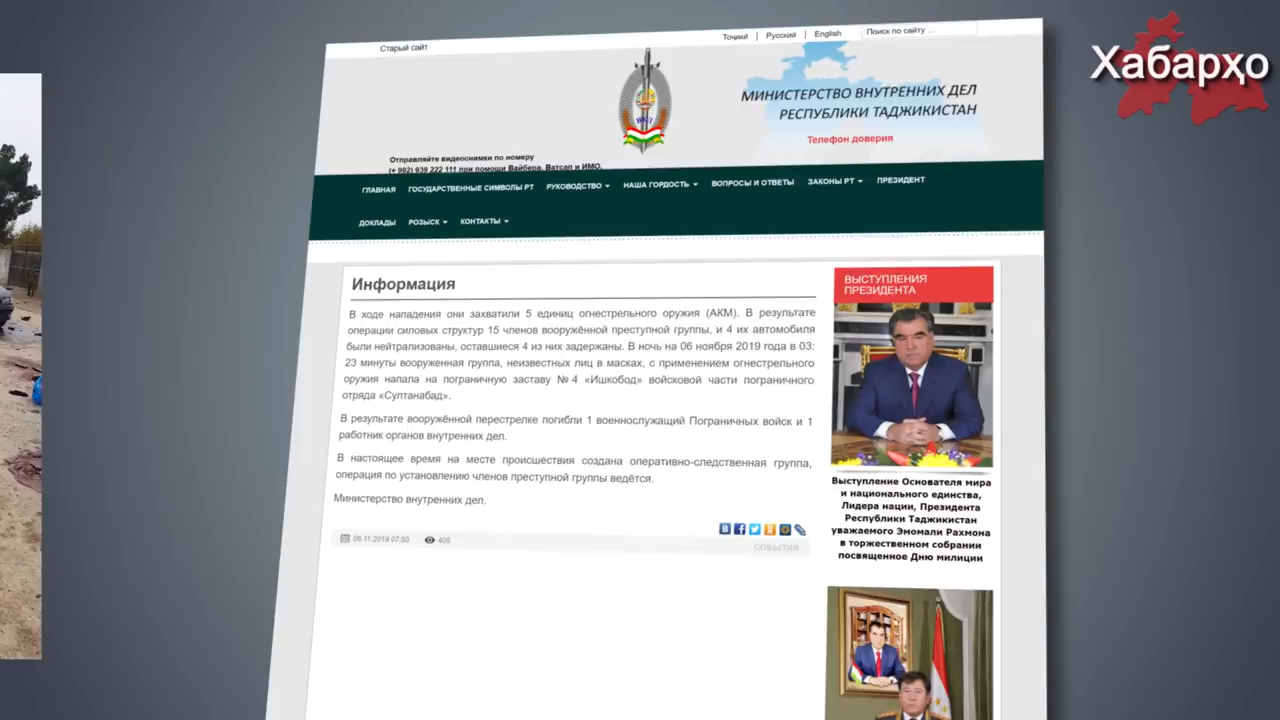 Старый сайт
Тоҷикӣ | Русский | English
Поиск по сайту ...
Хабарҳо
МИНИСТЕРСТВО ВНУТРЕННИХ ДЕЛ
РЕСПУБЛИКИ ТАДЖИКИСТАН
Телефон доверия
Отправляйте видеоснимки по номеру
(+ 992) 939 222 111 при помощи Вайбера, Ватсап и ИМО.
ГЛАВНАЯ ГОСУДАРСТВЕННЫЕ СИМВОЛЫ РТ РУКОВОДСТВО НАША ГОРДОСТЬ ВОПРОСЫ И ОТВЕТЫ ЗАКОНЫ РТ ПРЕЗИДЕНТ
ДОКЛАДЫ РОЗЫСК КОНТАКТЫ
Информация
В ходе нападения они захватили 5 единиц огнестрельного оружия (АКМ). В результате
операции силовых структур 15 членов вооружённой преступной группы, и 4 их автомобиля
были нейтрализованы, оставшиеся 4 из них задержаны. В ночь на 06 ноября 2019 года в 03:
23 минуты вооруженная группа, неизвестных лиц в масках, с применением огнестрельного
оружия напала на пограничную заставу №4 «Ишкобод» войсковой части пограничного
отряда «Султанабад».
В результате вооружённой перестрелке погибли 1 военнослужащий Пограничных войск и 1
работник органов внутренних дел.
В настоящее время на месте происшествия создана оперативно-следственная группа,
операция по установлению членов преступной группы ведётся.
Министерство внутренних дел.
06.11.2019 07:50 405
СОБЫТИЯ
ВЫСТУПЛЕНИЯ
ПРЕЗИДЕНТА
Выступление Основателя мира
и национального единства,
Лидера нации, Президента
Республики Таджикистан
уважаемого Эмомали Рахмона
в торжественном собрании
посвященное Дню милиции